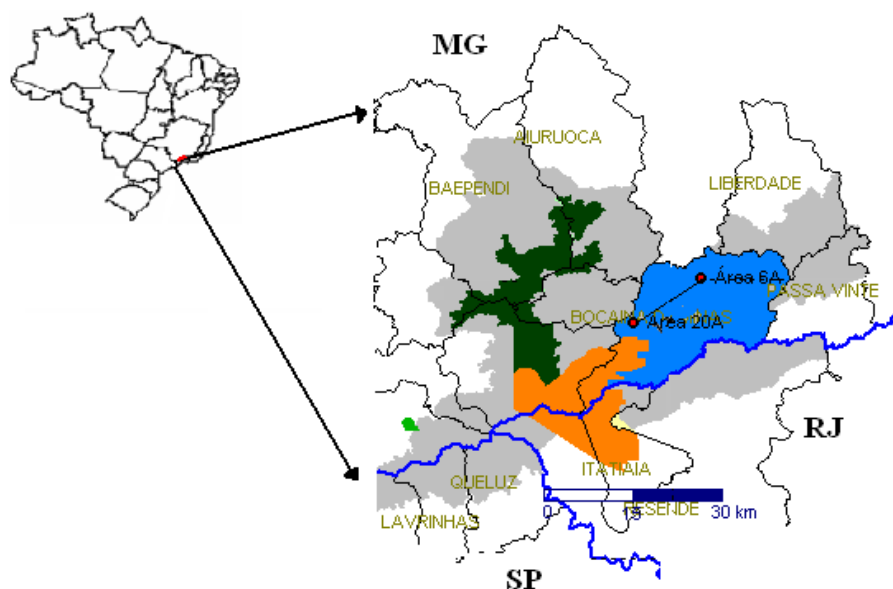 MG
AIURUOCA
LIBERDADE
BAEPENDI
Área 6A
PASSA VINTE
BOCAINA
Área 20A
RJ
ITATIAIA
QUELUZ
RESENDE
0
15
30 km
LAVRINHAS
SP